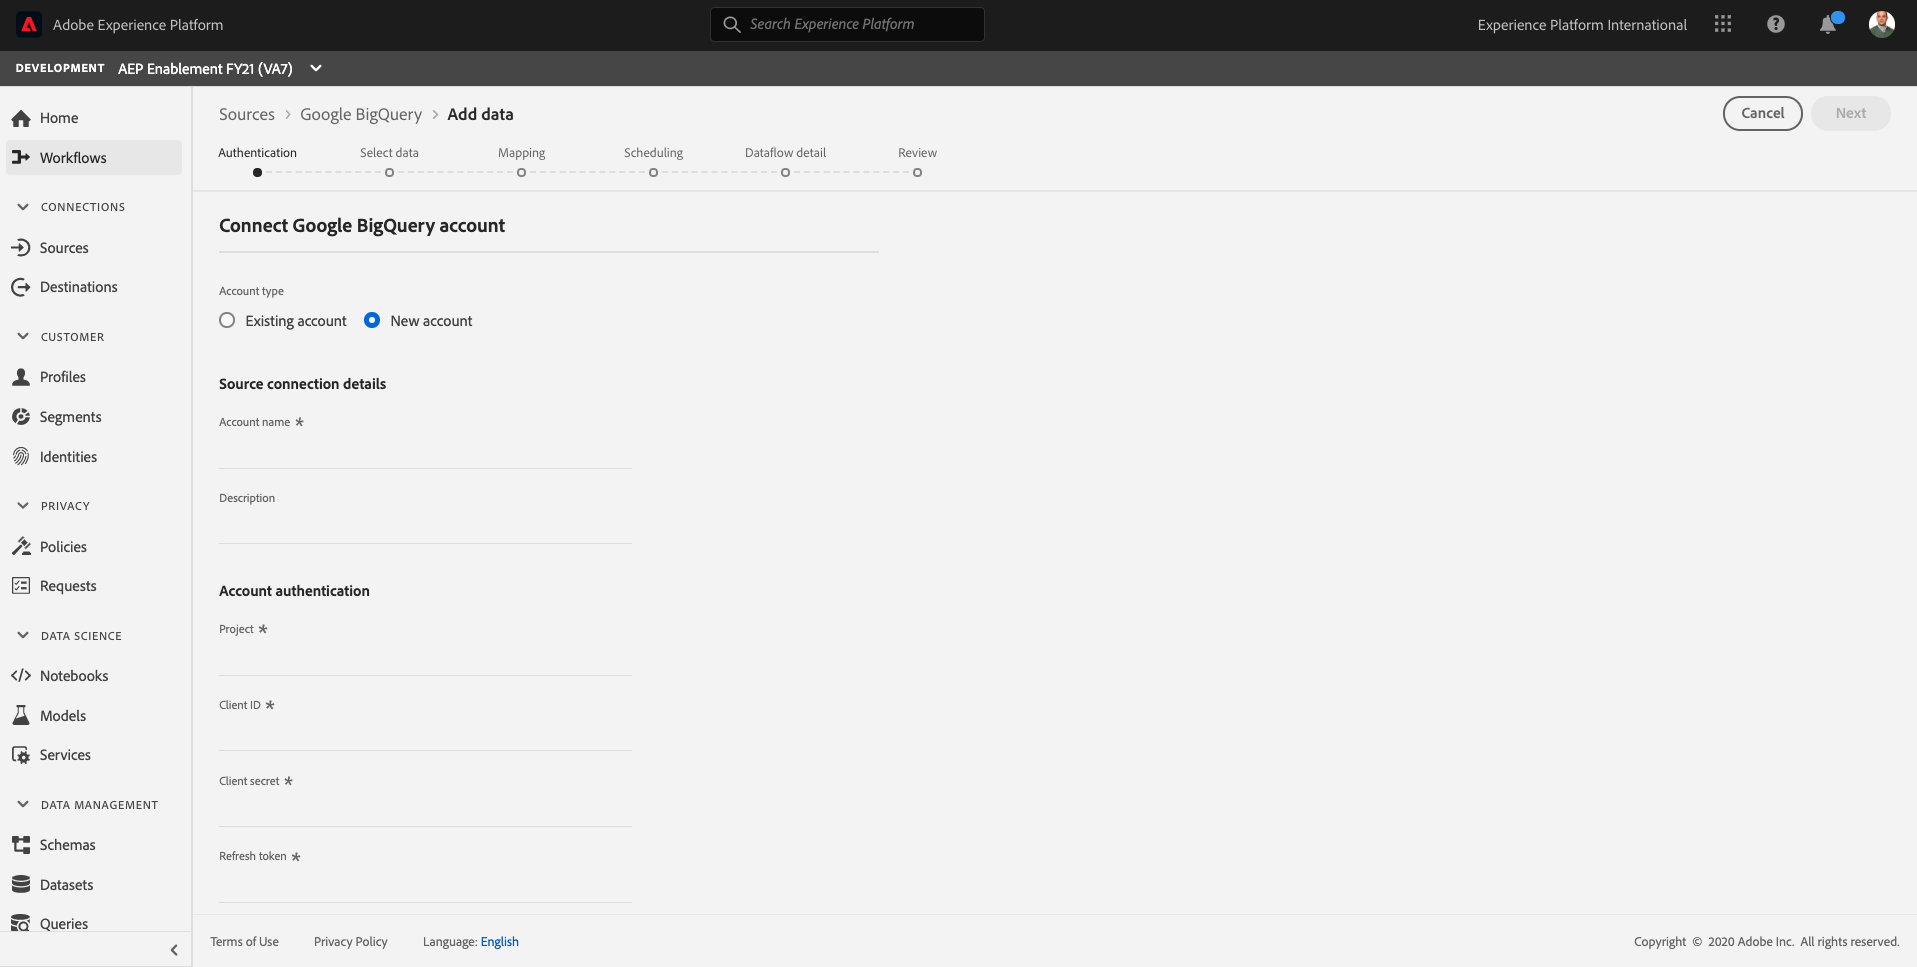 Adobe Experience Platform
Search Experience Platform
Experience Platform International
DEVELOPMENT AEP Enablement FY21 (VA7)
Home
Workflows
CONNECTIONS
Sources
Destinations
CUSTOMER
Profiles
Segments
Identities
PRIVACY
Policies
Requests
DATA SCIENCE
Notebooks
Models
Services
DATA MANAGEMENT
Schemas
Datasets
Queries
Sources > Google BigQuery > Add data
Cancel
Next
Authentication
Select data
Mapping
Scheduling
Dataflow detail
Review
Connect Google BigQuery account
Account type
Existing account
New account
Source connection details
Account name *
Description
Account authentication
Project *
Client ID *
Client secret *
Refresh token *
Terms of Use
Privacy Policy
Language: English
Copyright © 2020 Adobe Inc. All rights reserved.